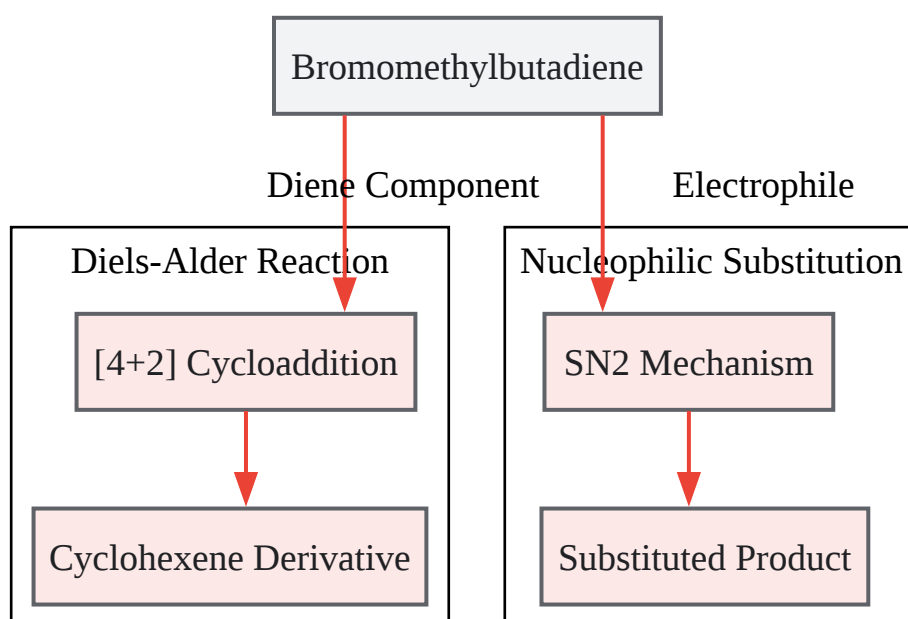 Bromomethylbutadiene
Diene Component
Electrophile
Diels-Alder Reaction
Nucleophilic Substitution
[4+2] Cycloaddition
SN2 Mechanism
Cyclohexene Derivative
Substituted Product